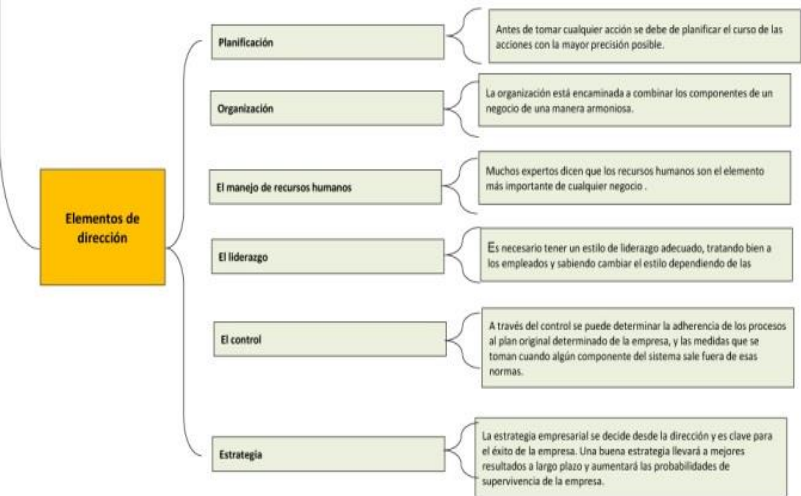 Elementos de
dirección
Planificación
Antes de tomar cualquier acción se debe de planificar el curso de las
acciones con la mayor precisión posible.
Organización
La organización está encaminada a combinar los componentes de un
negocio de una manera armoniosa.
El manejo de recursos humanos
Muchos expertos dicen que los recursos humanos son el elemento
más importante de cualquier negocio .
El liderazgo
Es necesario tener un estilo de liderazgo adecuado, tratando bien a
los empleados y sabiendo cambiar el estilo dependiendo de las
El control
A través del control se puede determinar la adherencia de los procesos
al plan original determinado de la empresa, y las medidas que se
toman cuando algún componente del sistema sale fuera de esas
normas.
Estrategia
La estrategia empresarial se decide desde la dirección y es clave para
el éxito de la empresa. Una buena estrategia llevará a mejores
resultados a largo plazo y aumentará las probabilidades de
supervivencia de la empresa.